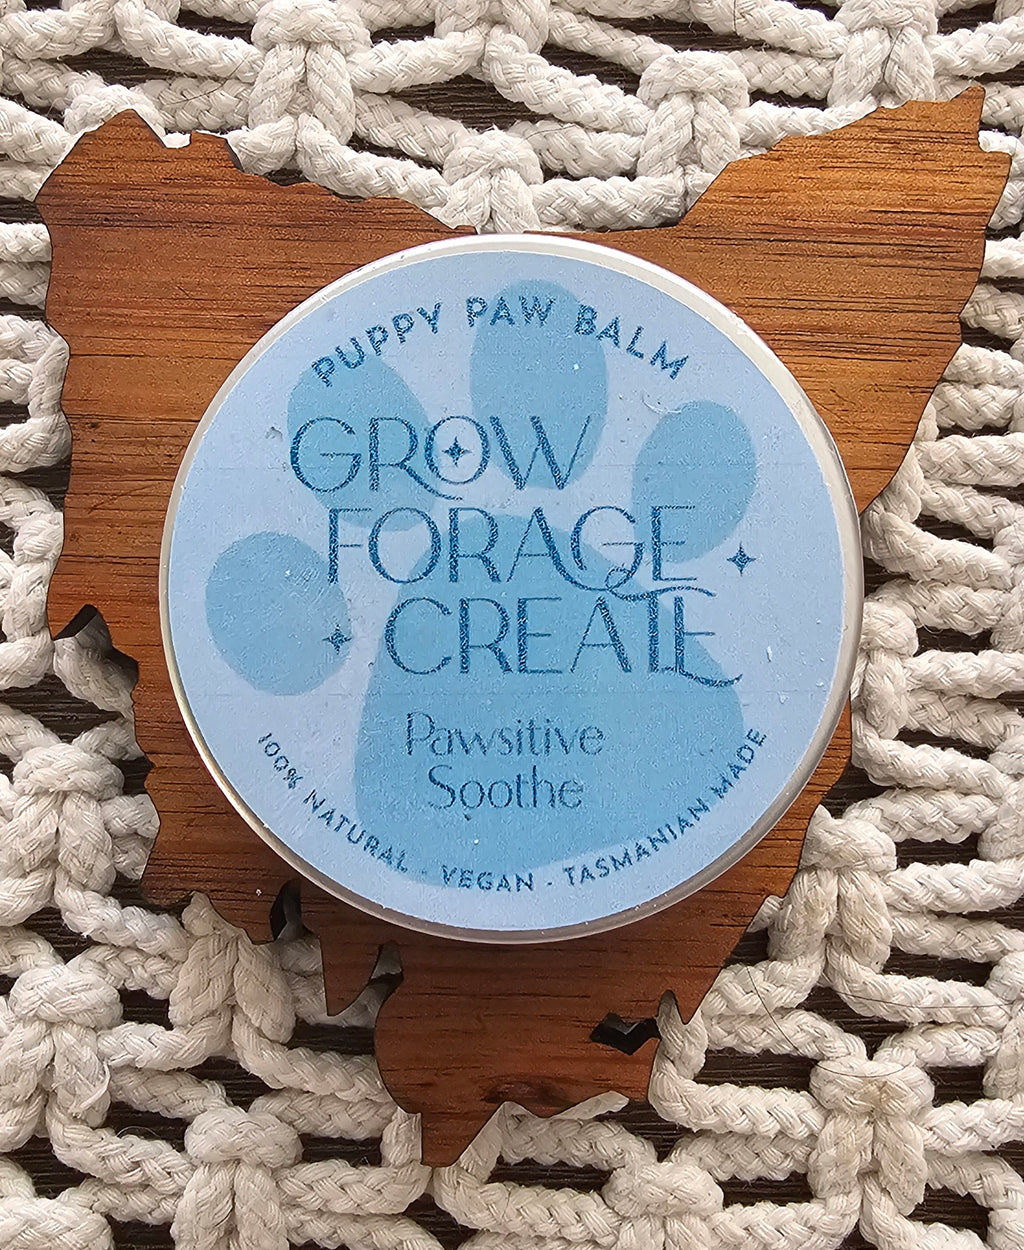 PUPPY PAW BALM
GROW
FORAGE
CREATE
Pawsitive
Soothe
100% NATURAL · VEGAN · TASMANIAN MADE